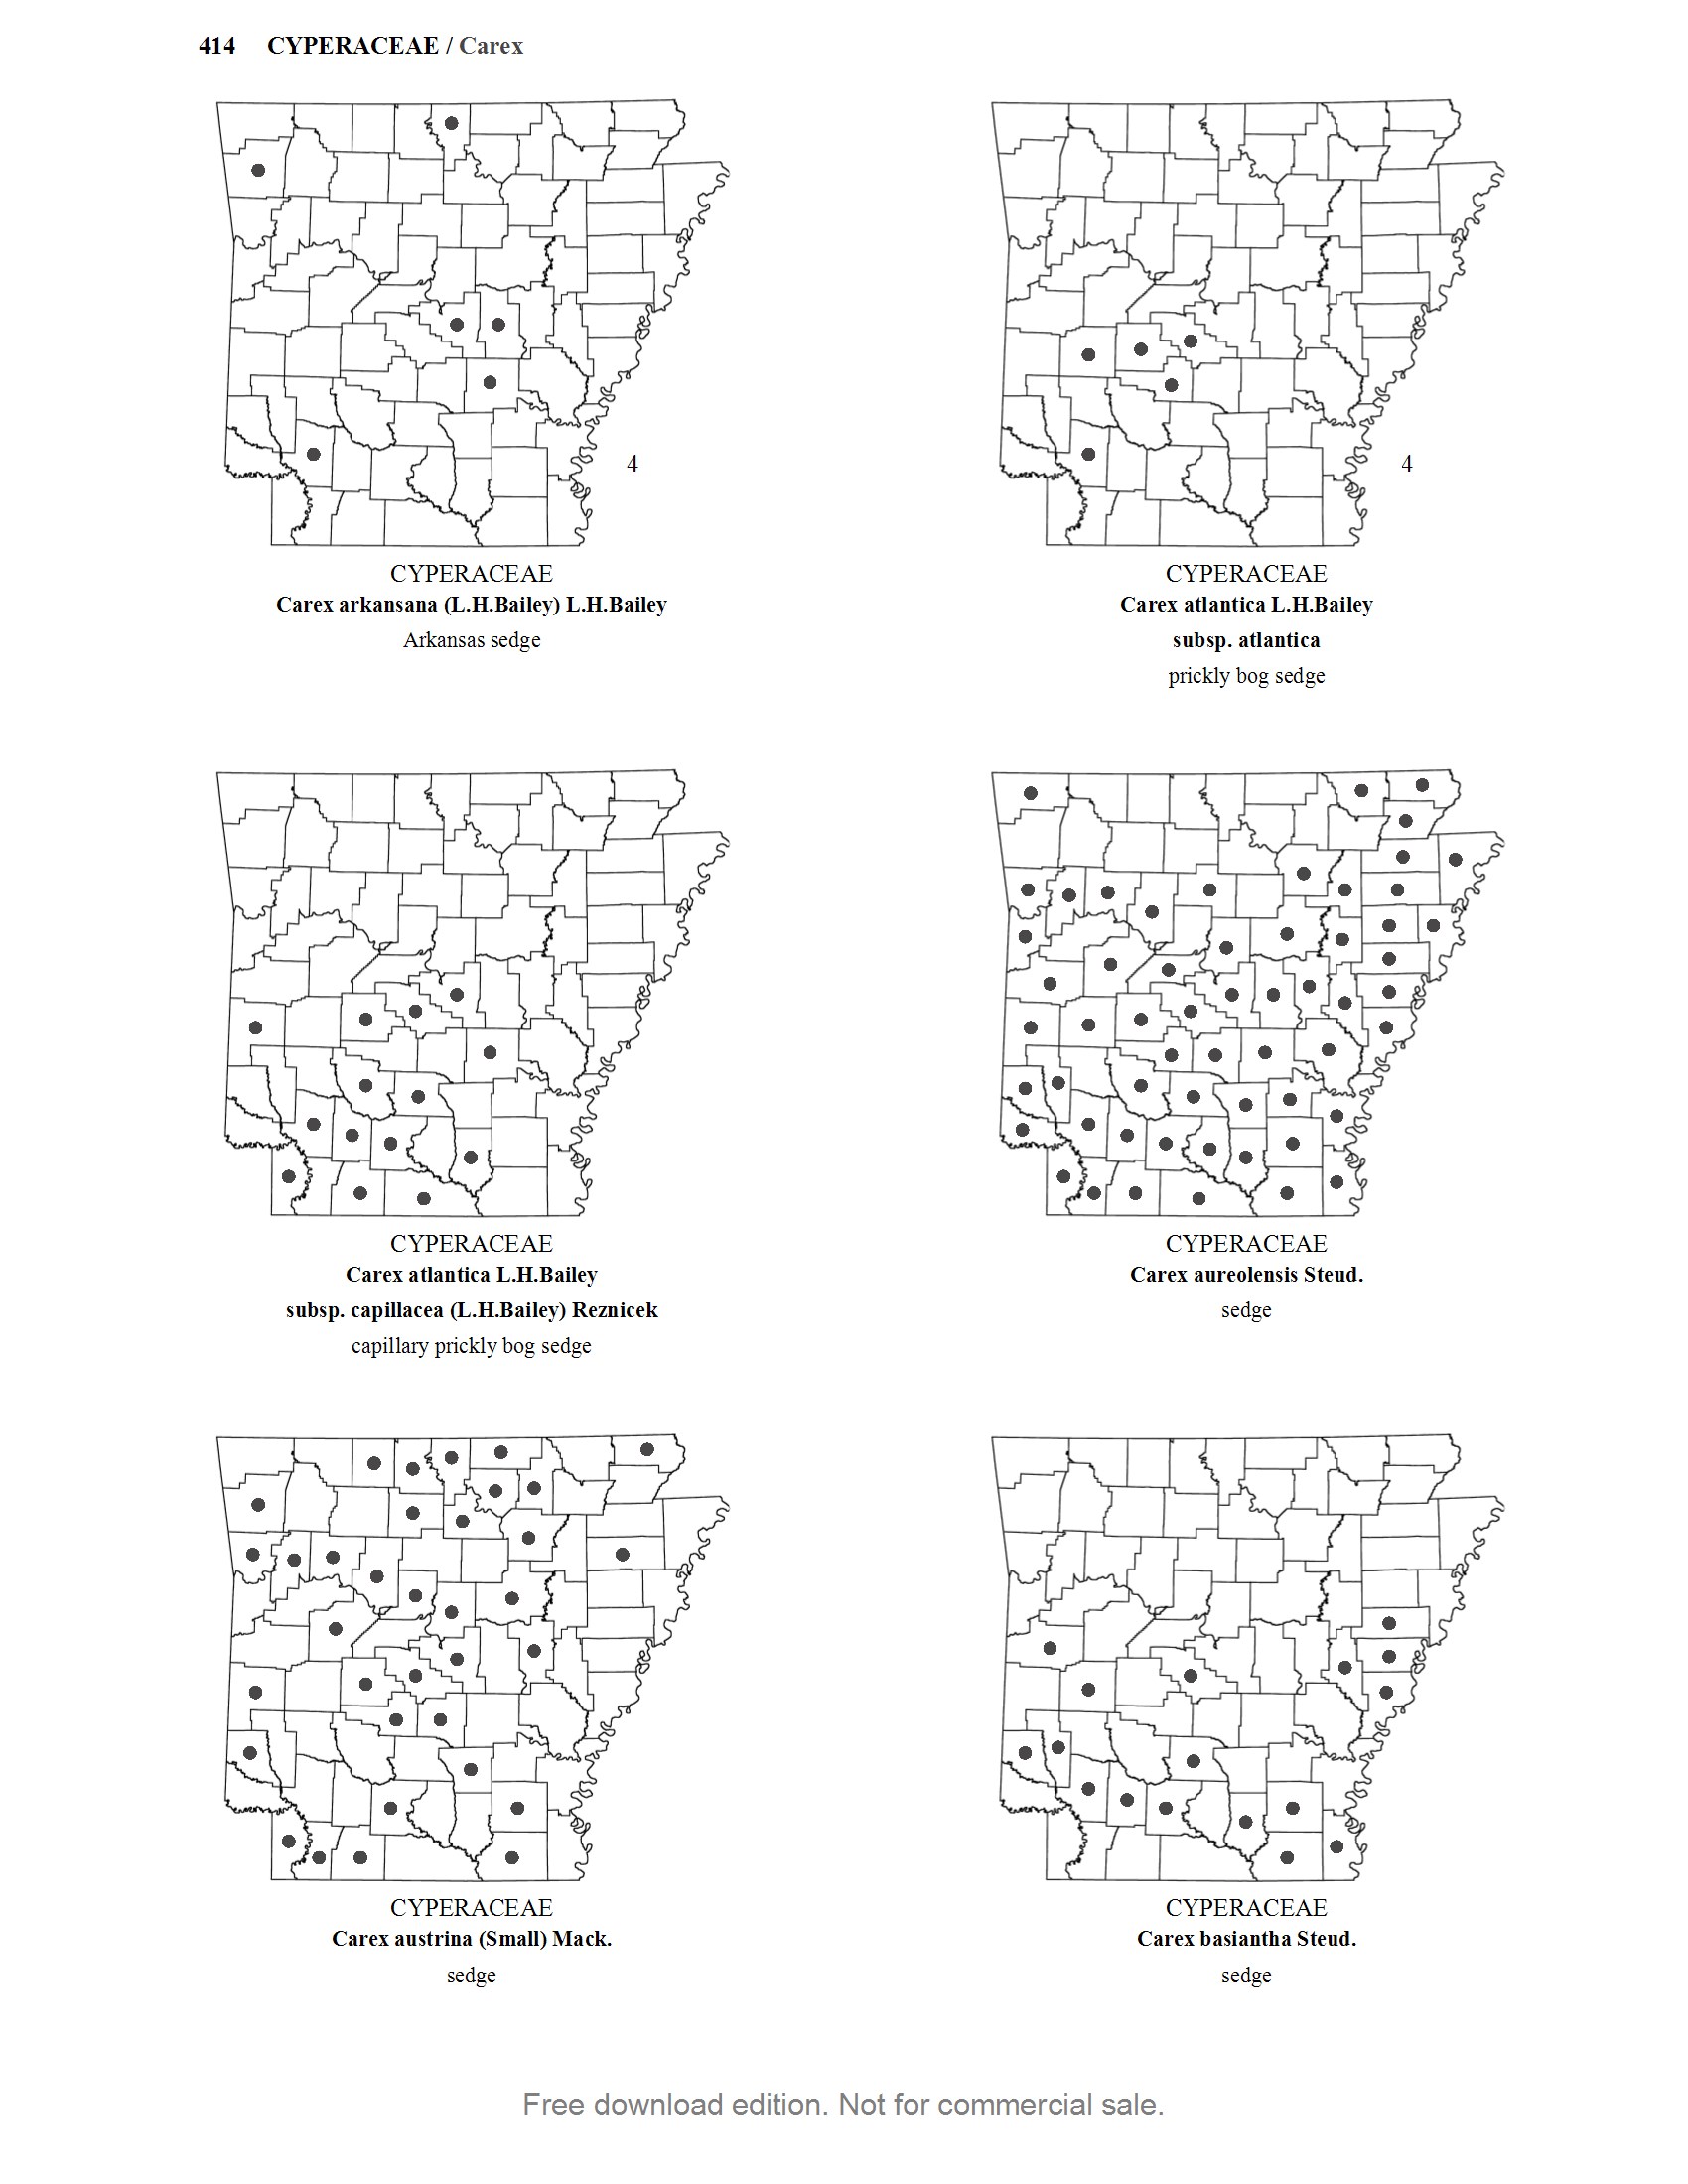 414 CYPERACEAE / Carex
4
CYPERACEAE
Carex arkansana (L.H.Bailey) L.H.Bailey
Arkansas sedge
4
CYPERACEAE
Carex atlantica L.H.Bailey
subsp. atlantica
prickly bog sedge
CYPERACEAE
Carex atlantica L.H.Bailey
subsp. capillacea (L.H.Bailey) Reznicek
capillary prickly bog sedge
CYPERACEAE
Carex aureolensis Steud.
sedge
CYPERACEAE
Carex austrina (Small) Mack.
sedge
CYPERACEAE
Carex basiantha Steud.
sedge
Free download edition. Not for commercial sale.